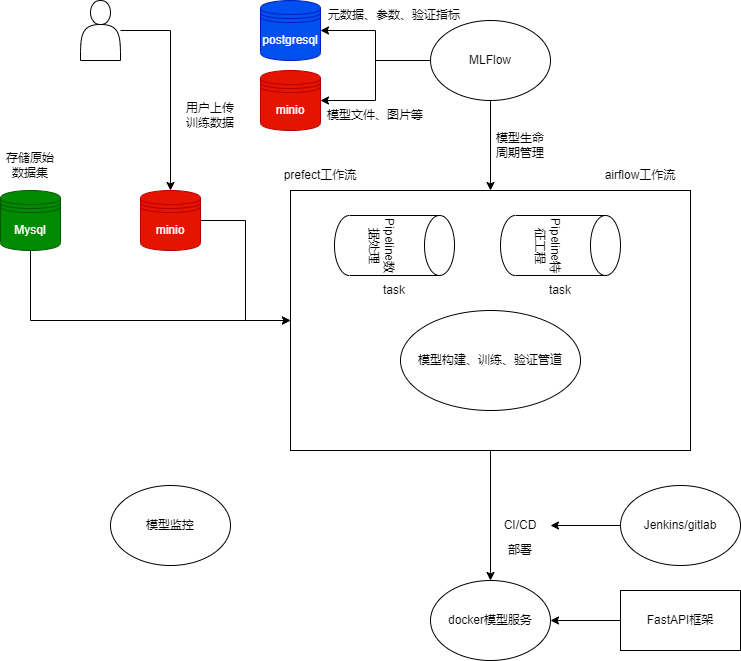 元数据、参数、验证指标
postgresql
MLFlow
minio
模型文件、图片等
用户上传
训练数据
模型生命
周期管理
存储原始
数据集
prefect工作流
airflow工作流
Mysql
minio
Pipeline数
据处理
Pipeline特
征工程
task
task
模型构建、训练、验证管道
模型监控
CI/CD
部署
Jenkins/gitlab
docker模型服务
FastAPI框架